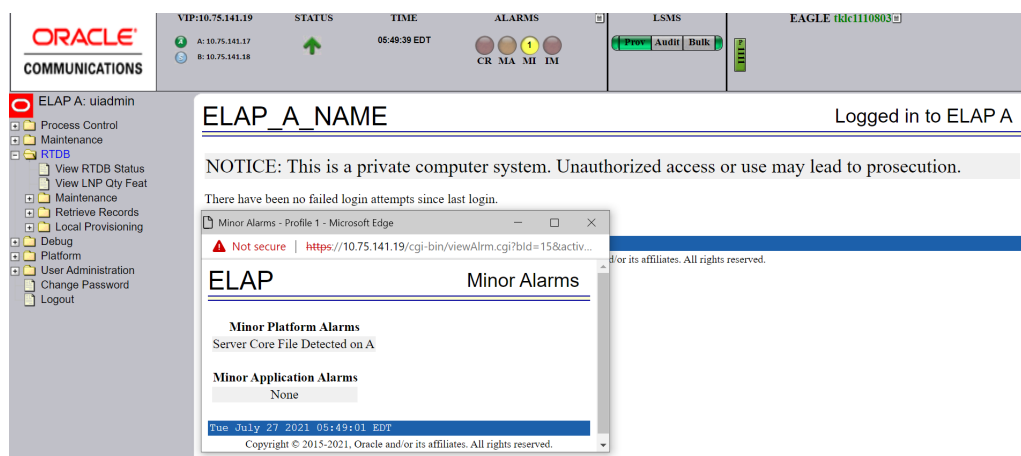 ORACLE
COMMUNICATIONS
VIP:10.75.141.19 STATUS TIME ALARMS LSMS EAGLE tklc1110803
A: 10.75.141.17
B: 10.75.141.18
05:49:39 EDT
1
CR MA MI IM
Prov Audit Bulk
P
ELAP A: uiadmin
Process Control
Maintenance
RTDB
View RTDB Status
View LNP Qty Feat
Maintenance
Retrieve Records
Local Provisioning
Debug
Platform
User Administration
Change Password
Logout
ELAP_A_NAME
Logged in to ELAP A
NOTICE: This is a private computer system. Unauthorized access or use may lead to prosecution.
There have been no failed login attempts since last login.
d/or its affiliates. All rights reserved.
Minor Alarms - Profile 1 - Microsoft Edge
Not secure | https://10.75.141.19/cgi-bin/viewAlrm.cgi?bId=15&activ...
ELAP Minor Alarms
Minor Platform Alarms
Server Core File Detected on A
Minor Application Alarms
None
Tue July 27 2021 05:49:01 EDT
Copyright © 2015-2021, Oracle and/or its affiliates. All rights reserved.